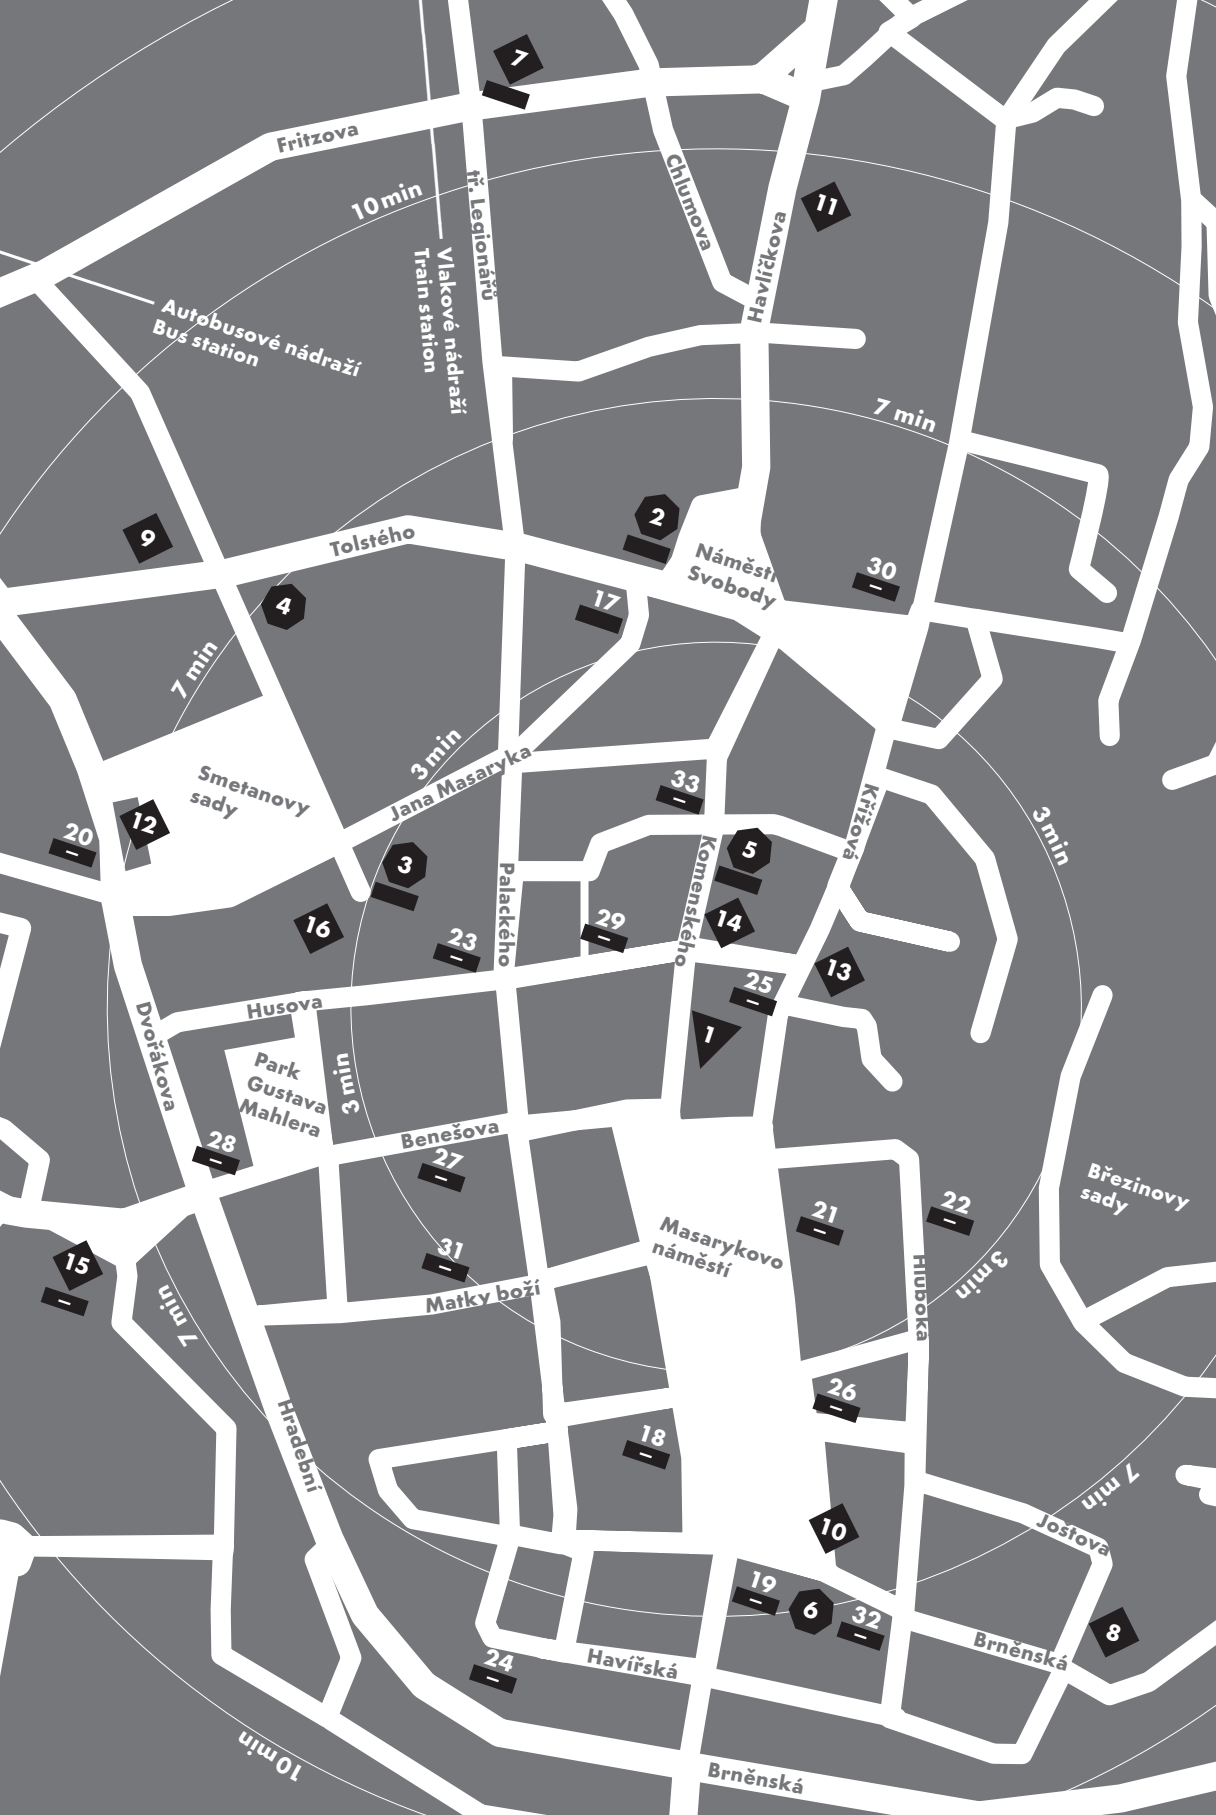 7
Fritzova
10 min
tř. Legionářů
Chlumova
Havlíčkova
11
Vlakové nádraží
Train station
Autobusové nádraží
Bus station
7 min
2
9
Tolstého
Náměstí
Svobody
30
4
17
7 min
3 min
Jana Masaryka
Smetanovy
sady
33
Křížová
3 min
12
20
3
5
Palackého
Komenského
16
23
29
14
13
25
Husova
Dvořákova
1
Park
Gustava
Mahlera
3 min
28
Benešova
27
Březinovy
sady
22
21
Masarykovo
náměstí
15
31
Matky boží
7 min
Hluboká
3 min
26
Hradební
18
7 min
10
Jostova
19
6
32
8
Brněnská
Havířská
24
10min
Brněnská